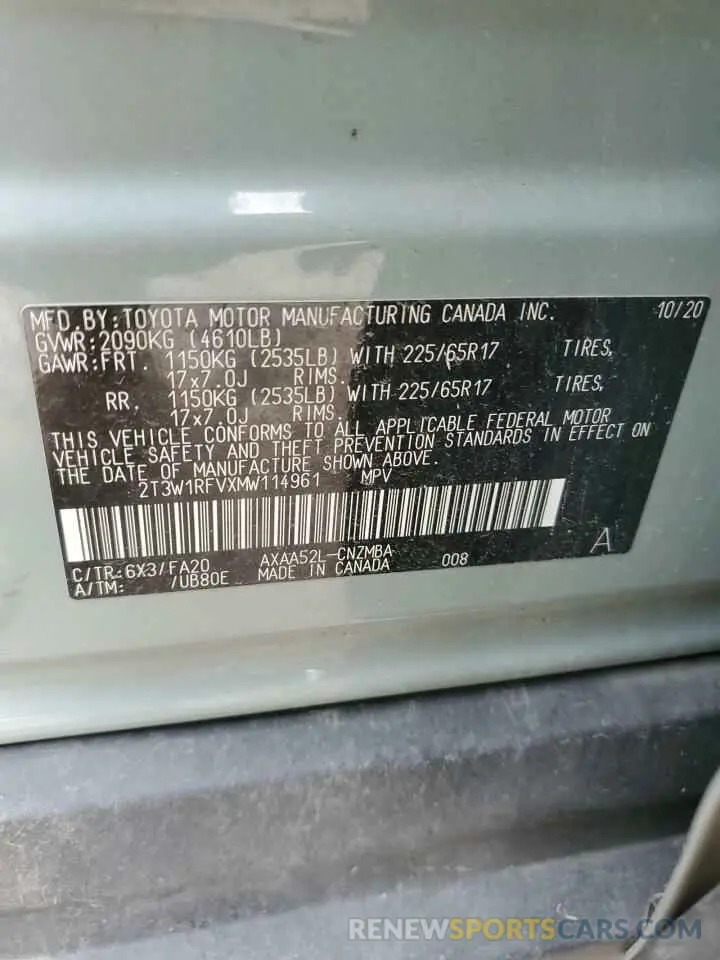 MFD.BY:TOYOTA MOTOR MANUFACTURING CANADA INC. 10/20
GVWR:2090KG (4610LB)
GAWR:FRT. 1150KG (2535LB) WITH 225/65R17 TIRES,
17x7.0J RIMS.
RR. 1150KG (2535LB) WITH 225/65R17 TIRES,
17x7.0J RIMS.
THIS VEHICLE CONFORMS TO ALL APPLICABLE FEDERAL MOTOR
VEHICLE SAFETY AND THEFT PREVENTION STANDARDS IN EFFECT ON
THE DATE OF MANUFACTURE SHOWN ABOVE.
2T3W1RFVXMW114961 MPV
C/TR:6X3/FA20 AXAA52L-CNZMBA 008 A
A/TM: /UB80E MADE IN CANADA
RENEWSPORTSCARS.COM